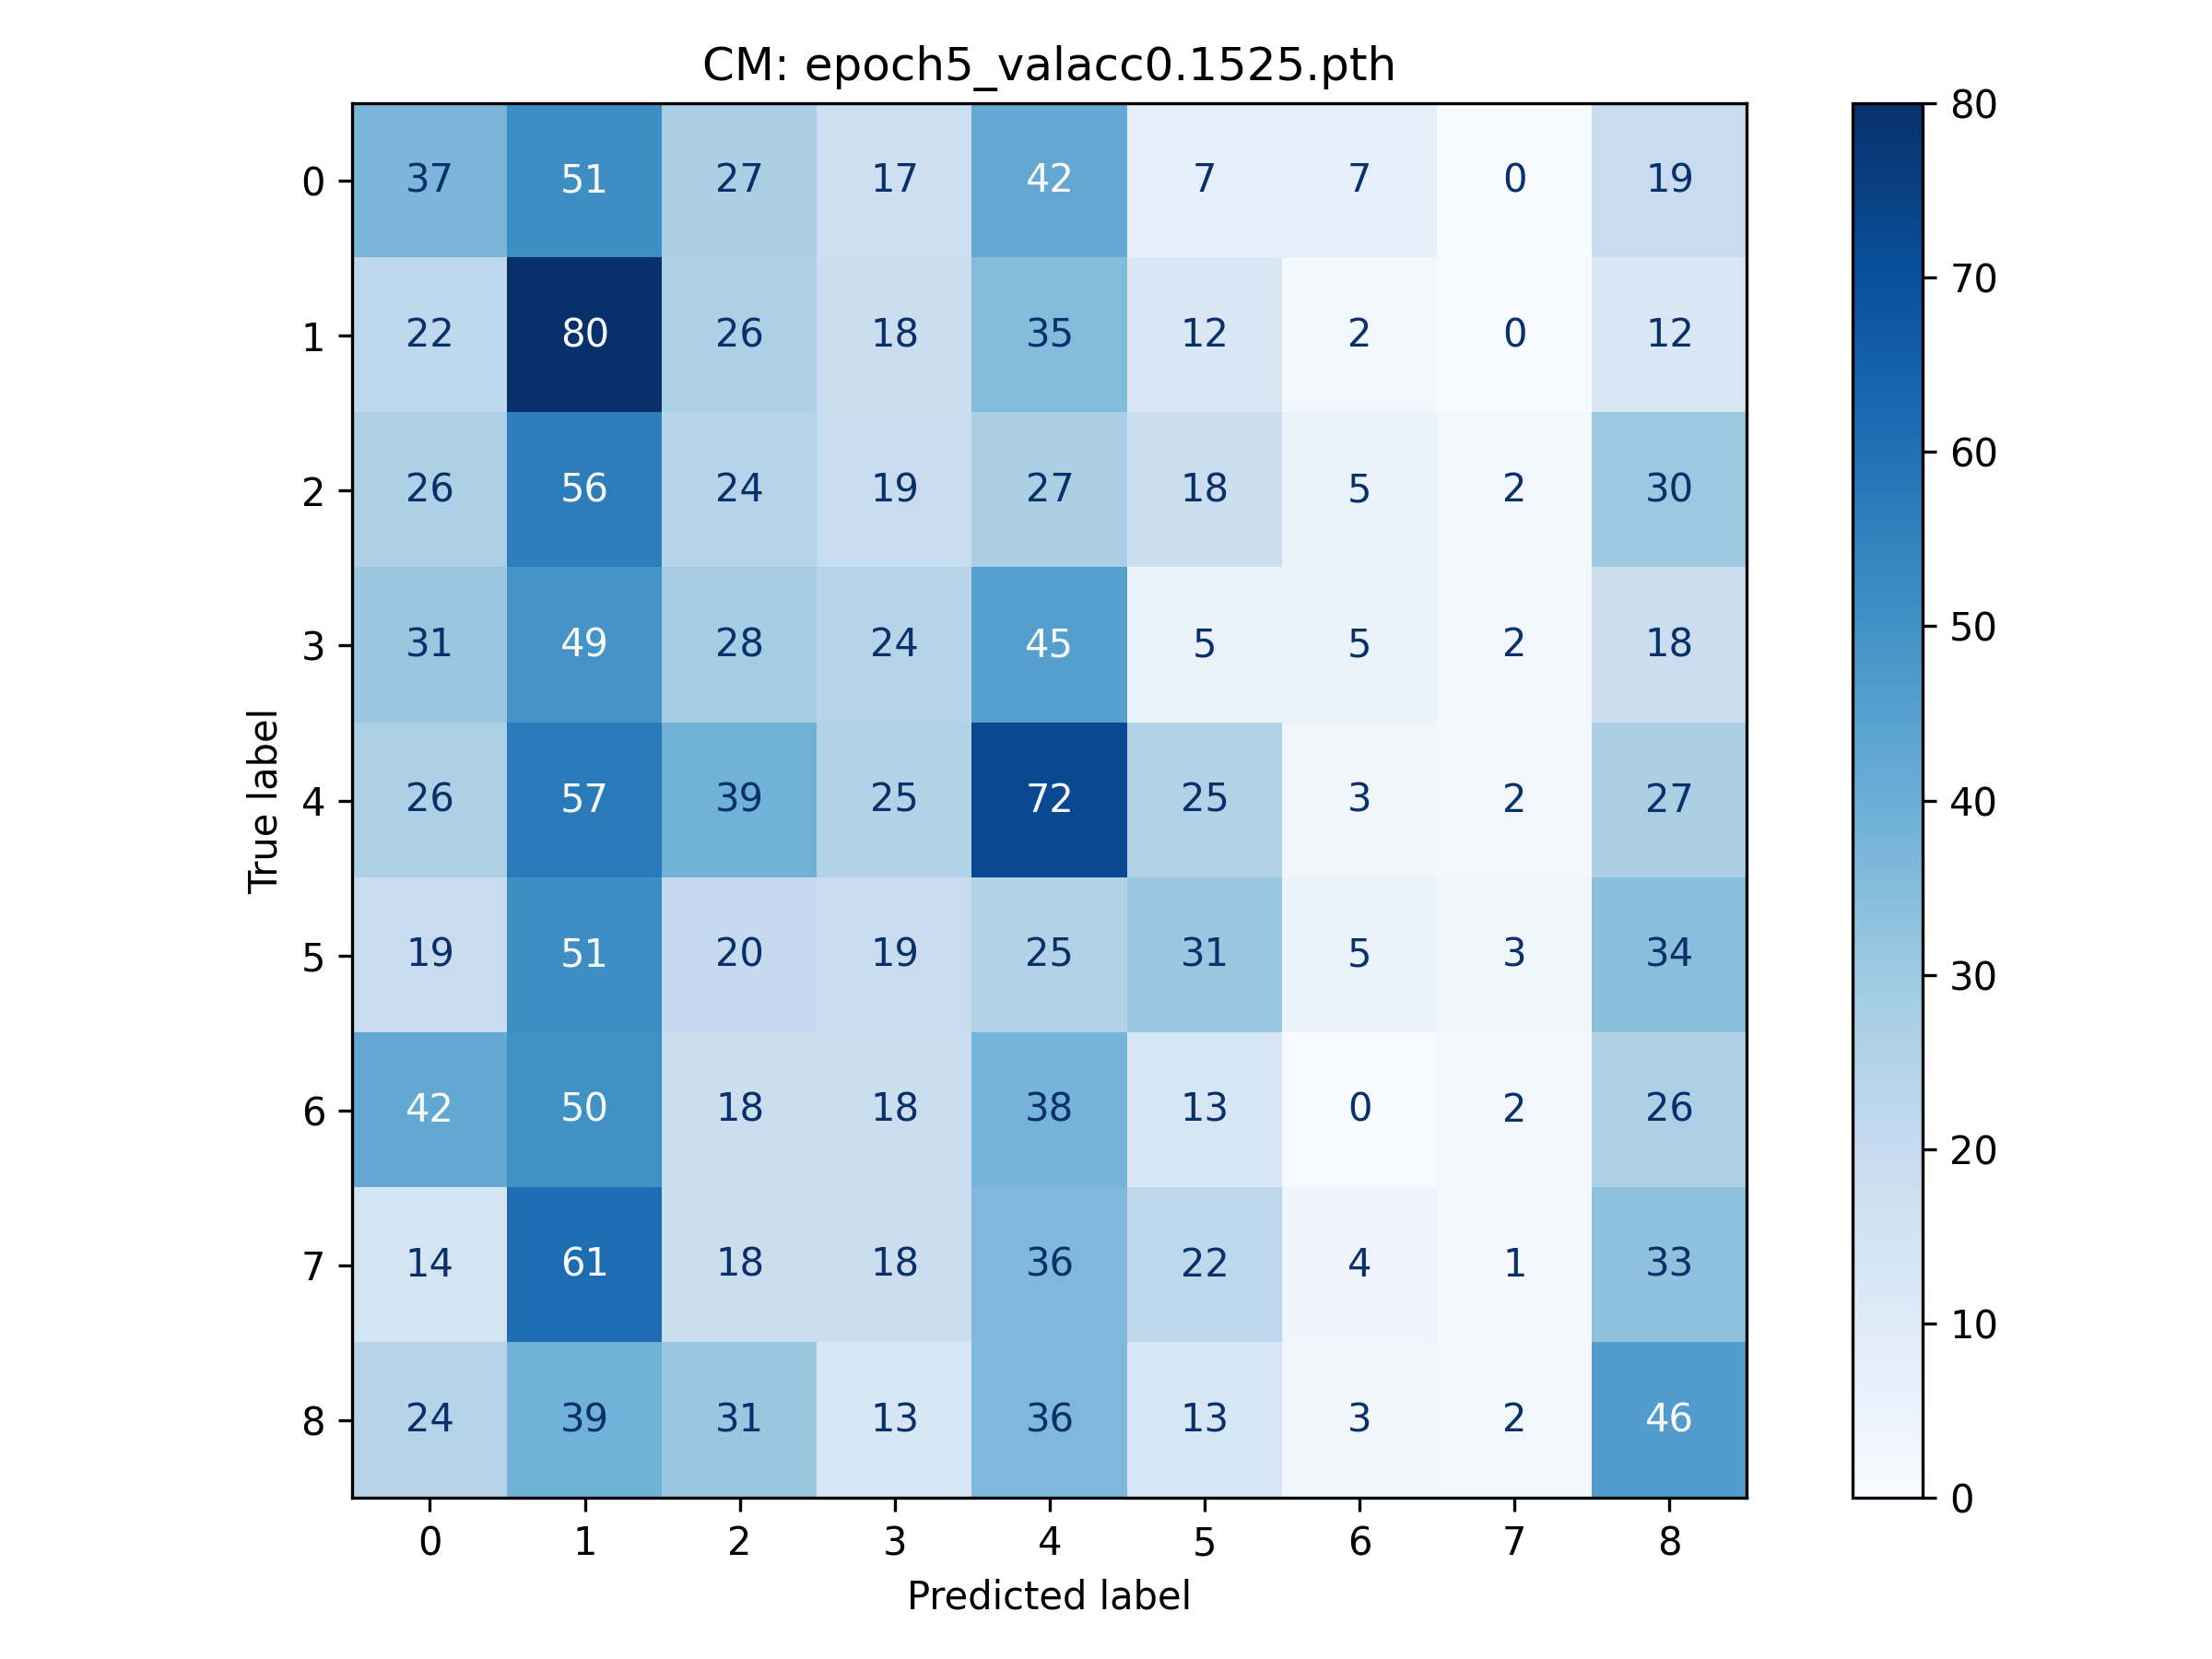 CM: epoch5_valacc0.1525.pth
0 37 51 27 17 42 7 7 0 19
1 22 80 26 18 35 12 2 0 12
2 26 56 24 19 27 18 5 2 30
3 31 49 28 24 45 5 5 2 18
4 26 57 39 25 72 25 3 2 27
5 19 51 20 19 25 31 5 3 34
6 42 50 18 18 38 13 0 2 26
7 14 61 18 18 36 22 4 1 33
8 24 39 31 13 36 13 3 2 46
0 1 2 3 4 5 6 7 8
Predicted label
True label
80
70
60
50
40
30
20
10
0